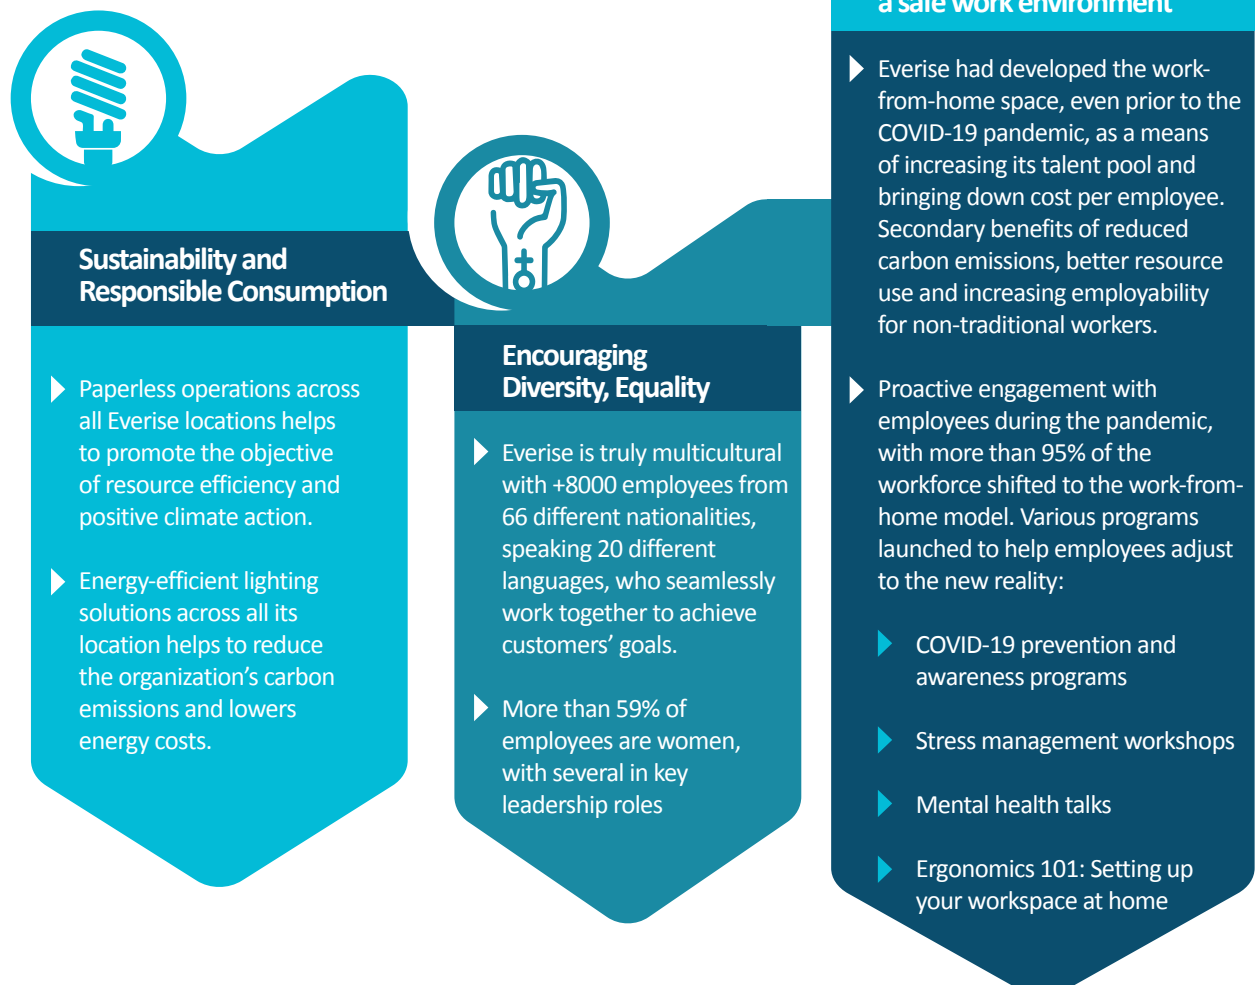 Sustainability and
Responsible Consumption
Paperless operations across
all Everise locations helps
to promote the objective
of resource efficiency and
positive climate action.
Energy-efficient lighting
solutions across all its
location helps to reduce
the organization's carbon
emissions and lowers
energy costs.
Encouraging
Diversity, Equality
Everise is truly multicultural
with +8000 employees from
66 different nationalities,
speaking 20 different
languages, who seamlessly
work together to achieve
customers' goals.
More than 59% of
employees are women,
with several in key
leadership roles
a safe work environment
Everise had developed the work-
from-home space, even prior to the
COVID-19 pandemic, as a means
of increasing its talent pool and
bringing down cost per employee.
Secondary benefits of reduced
carbon emissions, better resource
use and increasing employability
for non-traditional workers.
Proactive engagement with
employees during the pandemic,
with more than 95% of the
workforce shifted to the work-from-
home model. Various programs
launched to help employees adjust
to the new reality:
COVID-19 prevention and
awareness programs
Stress management workshops
Mental health talks
Ergonomics 101: Setting up
your workspace at home